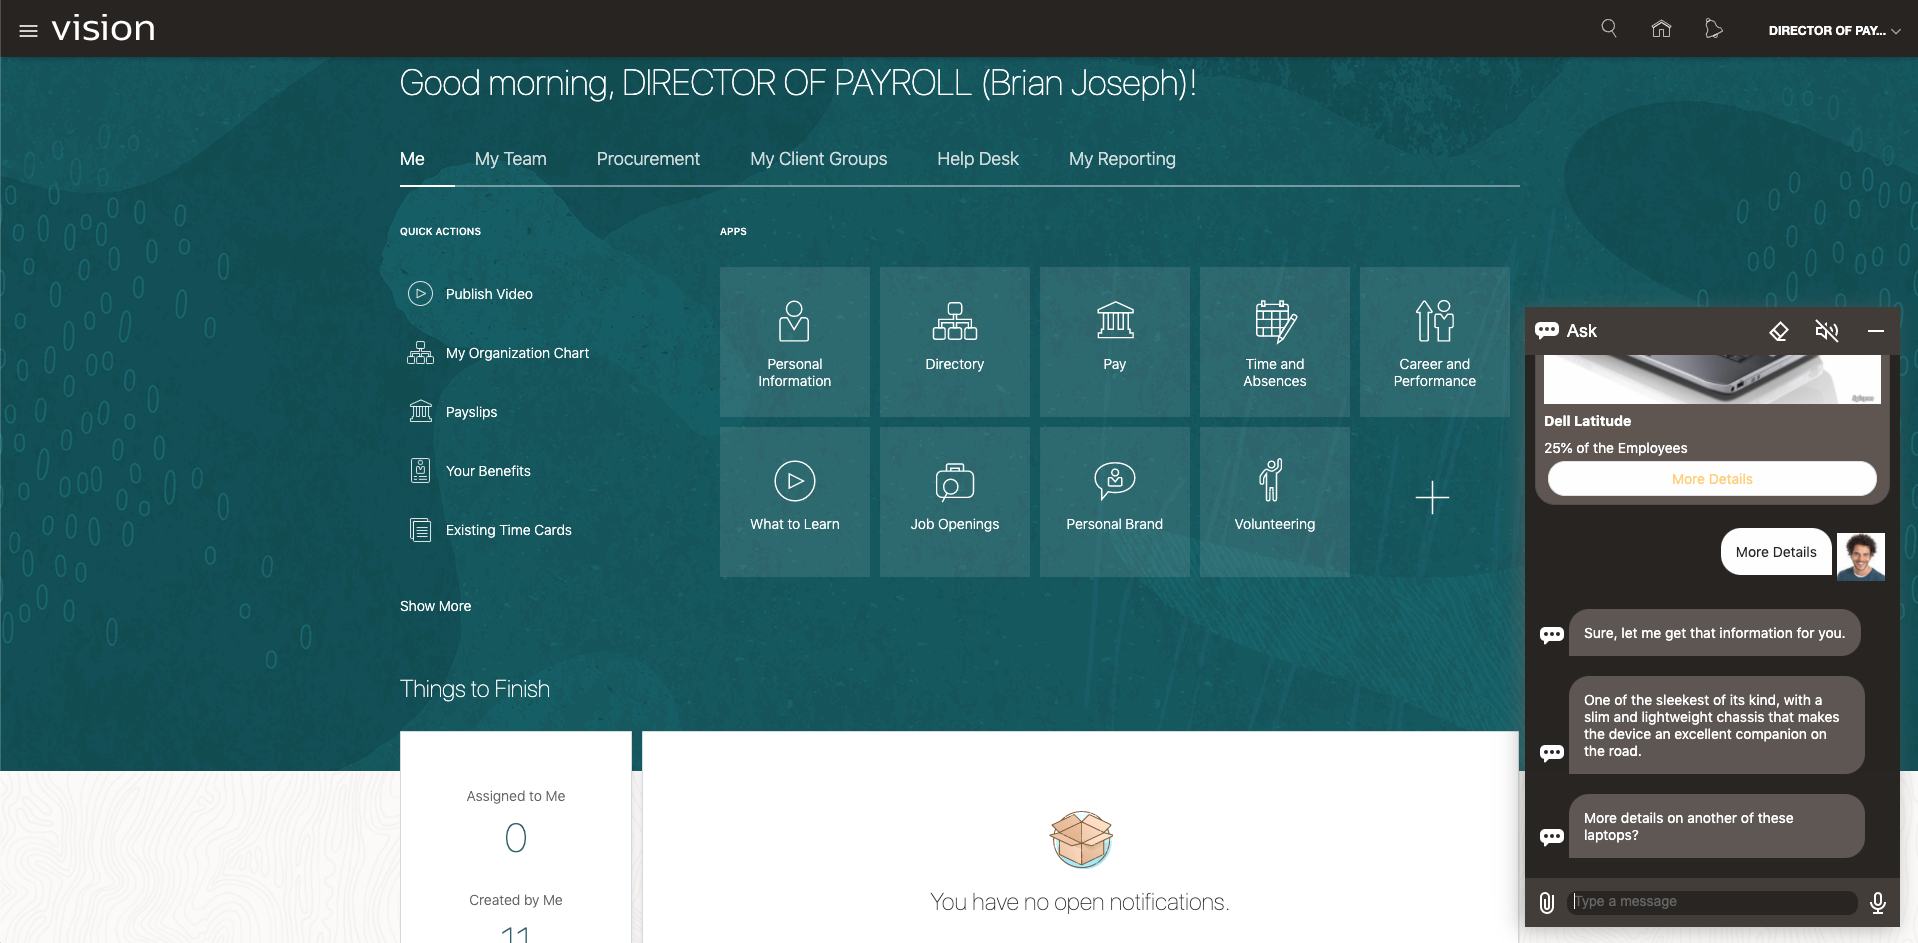 vision
DIRECTOR OF PAY...
Good morning, DIRECTOR OF PAYROLL (Brian Joseph)!
Me
My Team
Procurement
My Client Groups
Help Desk
My Reporting
QUICK ACTIONS
Publish Video
My Organization Chart
Payslips
Your Benefits
Existing Time Cards
Show More
APPS
Personal
Information
Directory
Pay
Time and
Absences
Career and
Performance
What to Learn
Job Openings
Personal Brand
Volunteering
Things to Finish
Assigned to Me
0
Created by Me
11
You have no open notifications.
Ask
Dell Latitude
25% of the Employees
More Details
More Details
Sure, let me get that information for you.
One of the sleekest of its kind, with a
slim and lightweight chassis that makes
the device an excellent companion on
the road.
More details on another of these
laptops?
Type a message